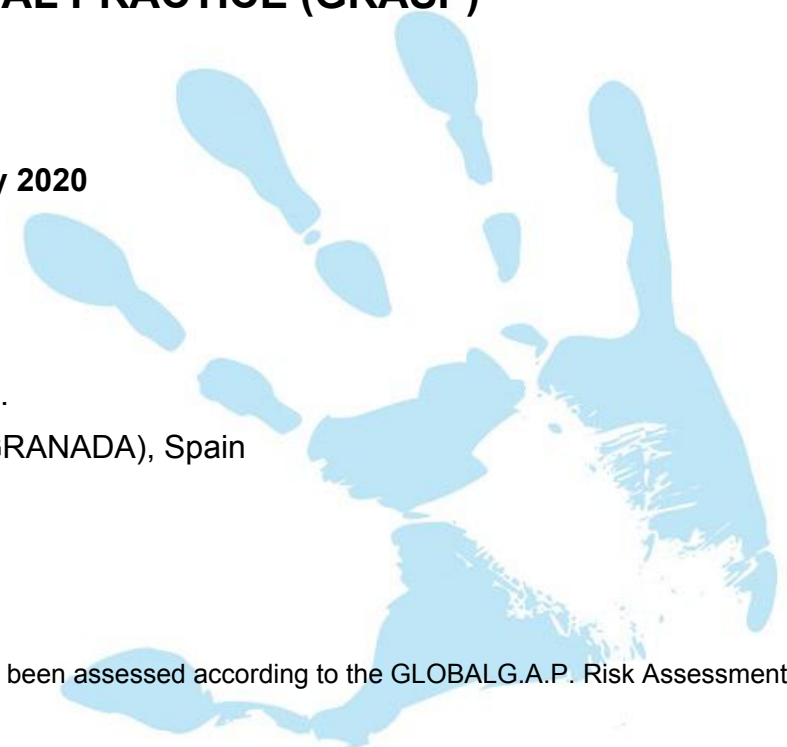 AL PRACTICE (GRASP)
y 2020
.
GRANADA), Spain
been assessed according to the GLOBALG.A.P. Risk Assessment